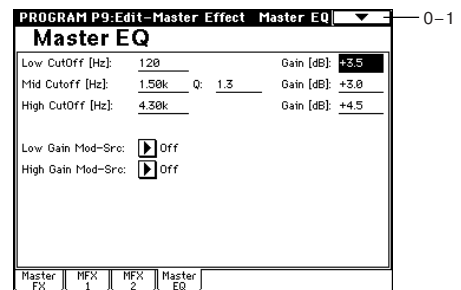 PROGRAM P9:Edit-Master Effect Master EQ 0-1
Master EQ
Low CutOff [Hz]: 120 Gain [dB]: +3.5
Mid Cutoff [Hz]: 1.50k Q: 1.3 Gain [dB]: +3.0
High CutOff [Hz]: 4.30k Gain [dB]: +4.5
Low Gain Mod-Src: Off
High Gain Mod-Src: Off
Master FX MFX 1 MFX 2 Master EQ